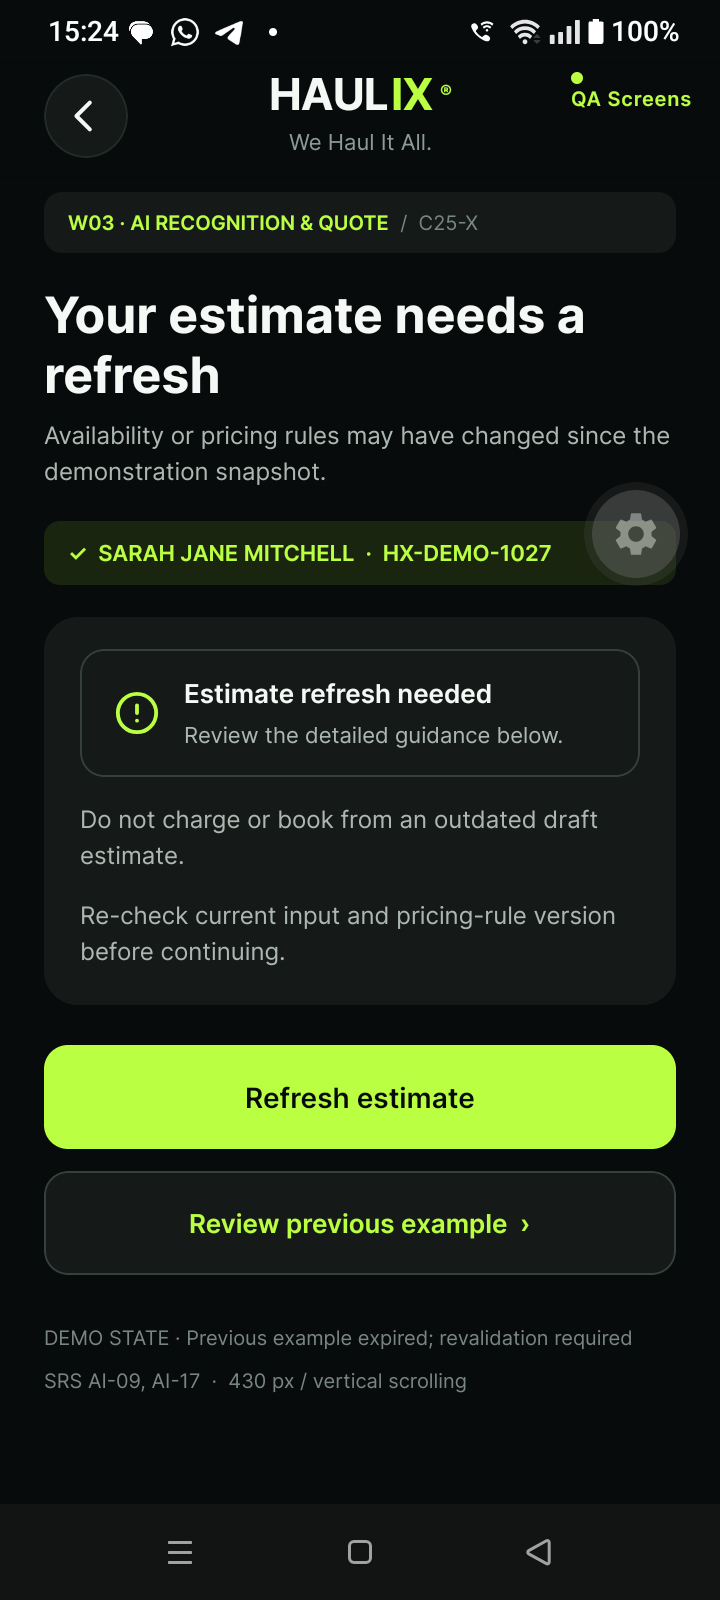 15:24 100%
HAULIX ®
We Haul It All.
QA Screens
W03 · AI RECOGNITION & QUOTE / C25-X
Your estimate needs a
refresh
Availability or pricing rules may have changed since the
demonstration snapshot.
✓ SARAH JANE MITCHELL · HX-DEMO-1027
Estimate refresh needed
Review the detailed guidance below.
Do not charge or book from an outdated draft
estimate.
Re-check current input and pricing-rule version
before continuing.
Refresh estimate
Review previous example ›
DEMO STATE · Previous example expired; revalidation required
SRS AI-09, AI-17 · 430 px / vertical scrolling